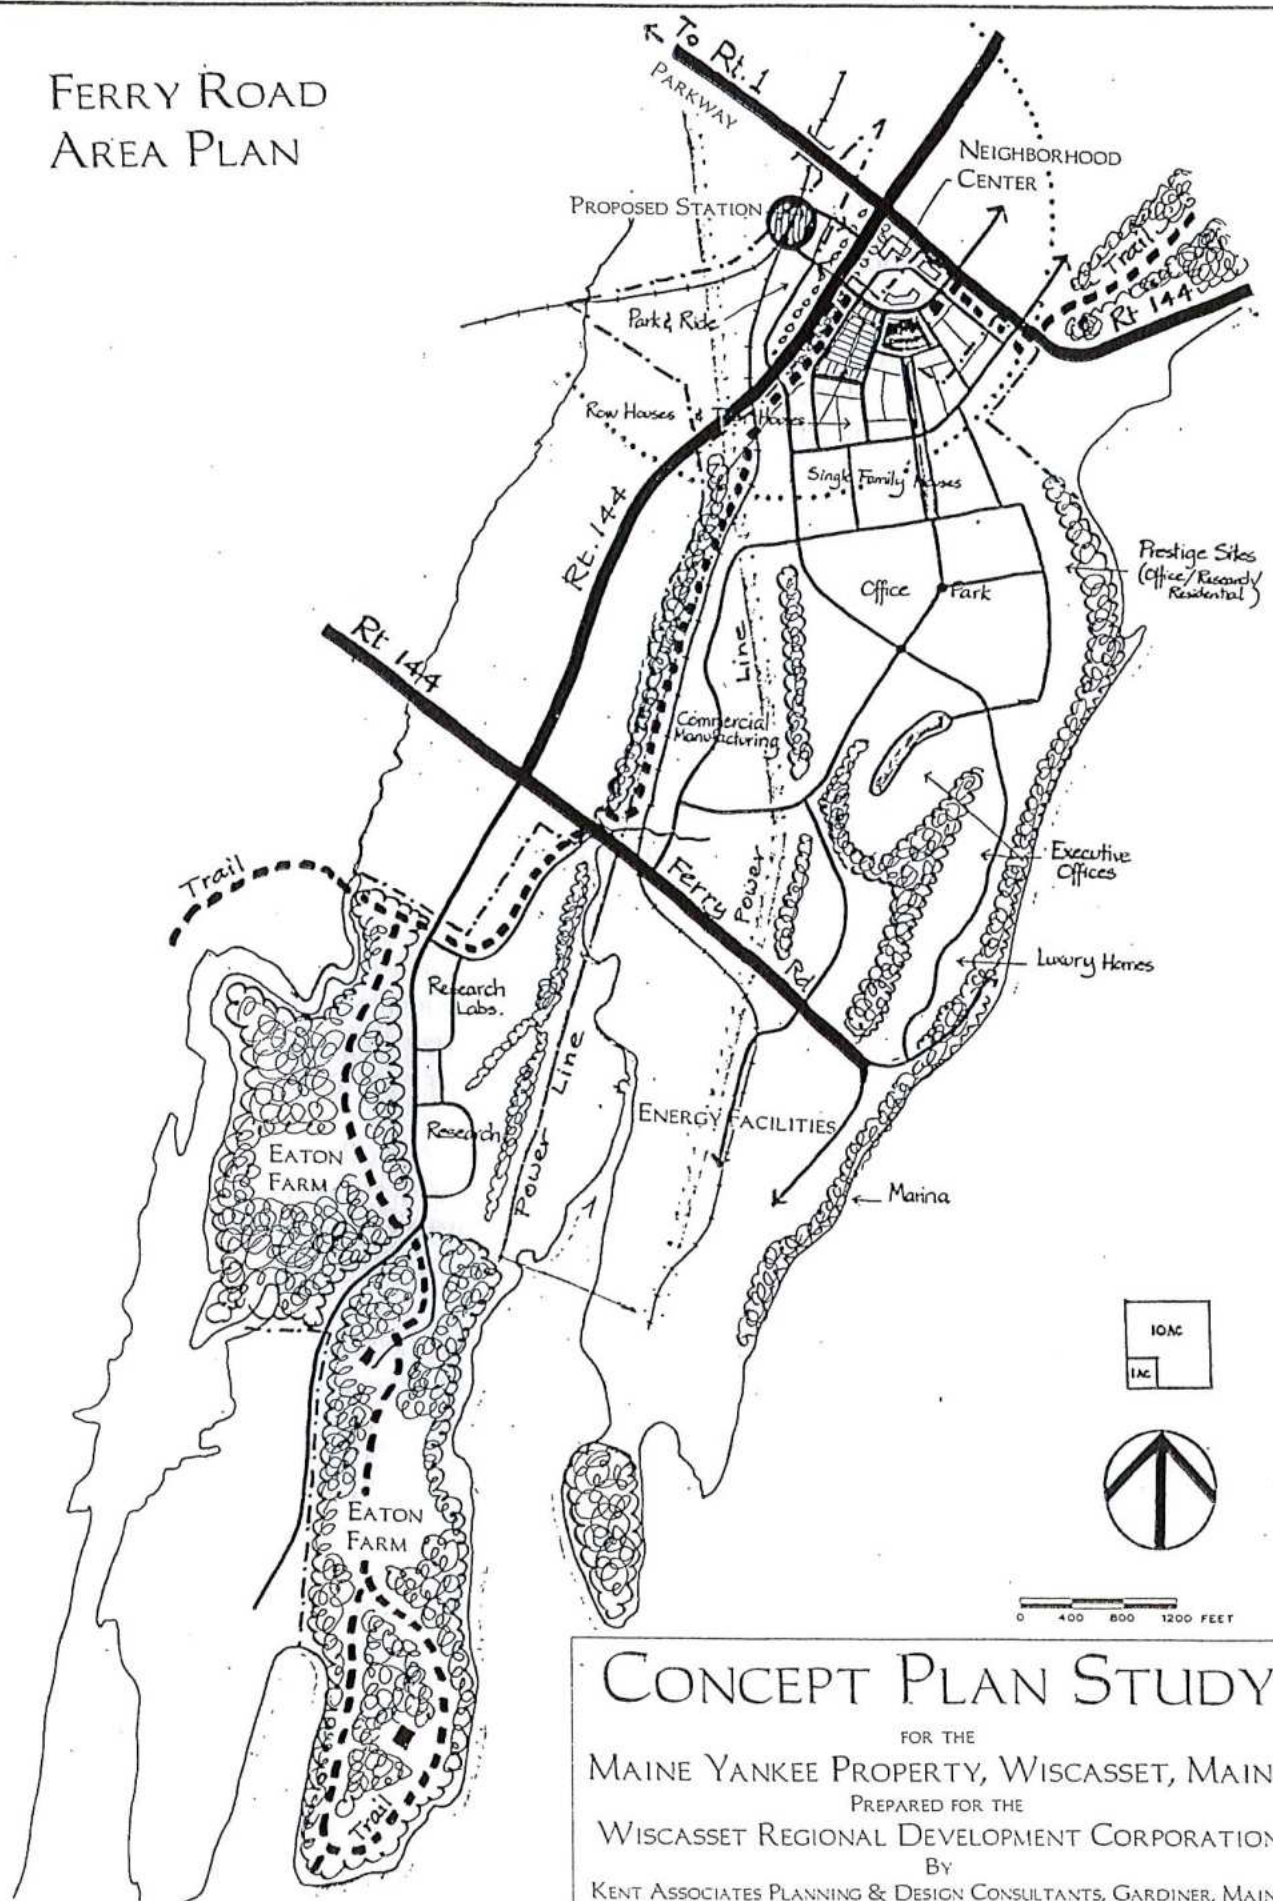 FERRY ROAD
AREA PLAN
To Rt. 1
PARKWAY
NEIGHBORHOOD
CENTER
PROPOSED STATION
Trail
Rt 144
Park & Ride
Row Houses & Town Houses
Single Family Houses
Rt. 144
Prestige Sites
(Office/Research/
Residential)
Office Park
Line
Rt 144
Commercial
Manufacturing
Executive
Offices
Trail
Ferry
Power
Rd.
Luxury Homes
Research
Labs.
Line
ENERGY FACILITIES
Research
Power
EATON
FARM
Marina
10AC
1AC
EATON
FARM
0 400 800 1200 FEET
Trail
CONCEPT PLAN STUDY
FOR THE
MAINE YANKEE PROPERTY, WISCASSET, MAIN
PREPARED FOR THE
WISCASSET REGIONAL DEVELOPMENT CORPORATION
BY
KENT ASSOCIATES PLANNING & DESIGN CONSULTANTS, GARDINER, MAIN